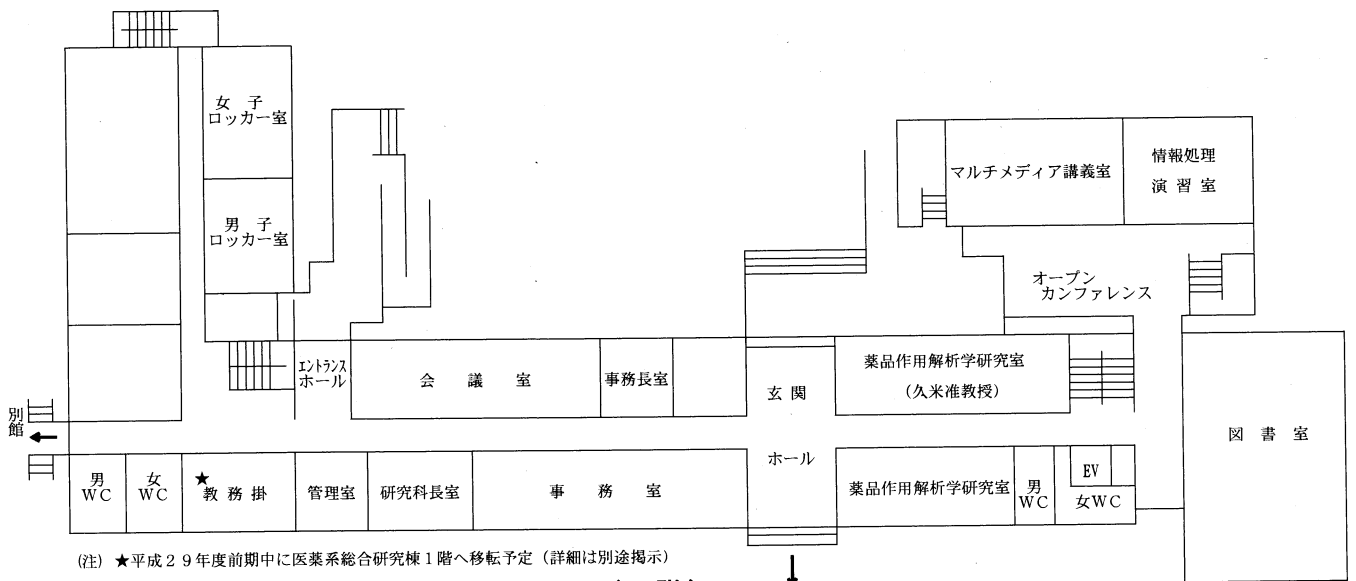 女 子
ロッカー室
男 子
ロッカー室
マルチメディア講義室
情報処理
演 習 室
オープン
カンファレンス
エントランス
ホール
会 議 室
事務長室
玄 関
薬品作用解析学研究室
(久米准教授)
別館
図 書 室
男
WC
女
WC
★
教 務 掛
管理室
研究科長室
事 務 室
ホール
薬品作用解析学研究室
男
WC
EV
女WC
(注) ★平成29年度前期中に医薬系総合研究棟1階へ移転予定(詳細は別途掲示)